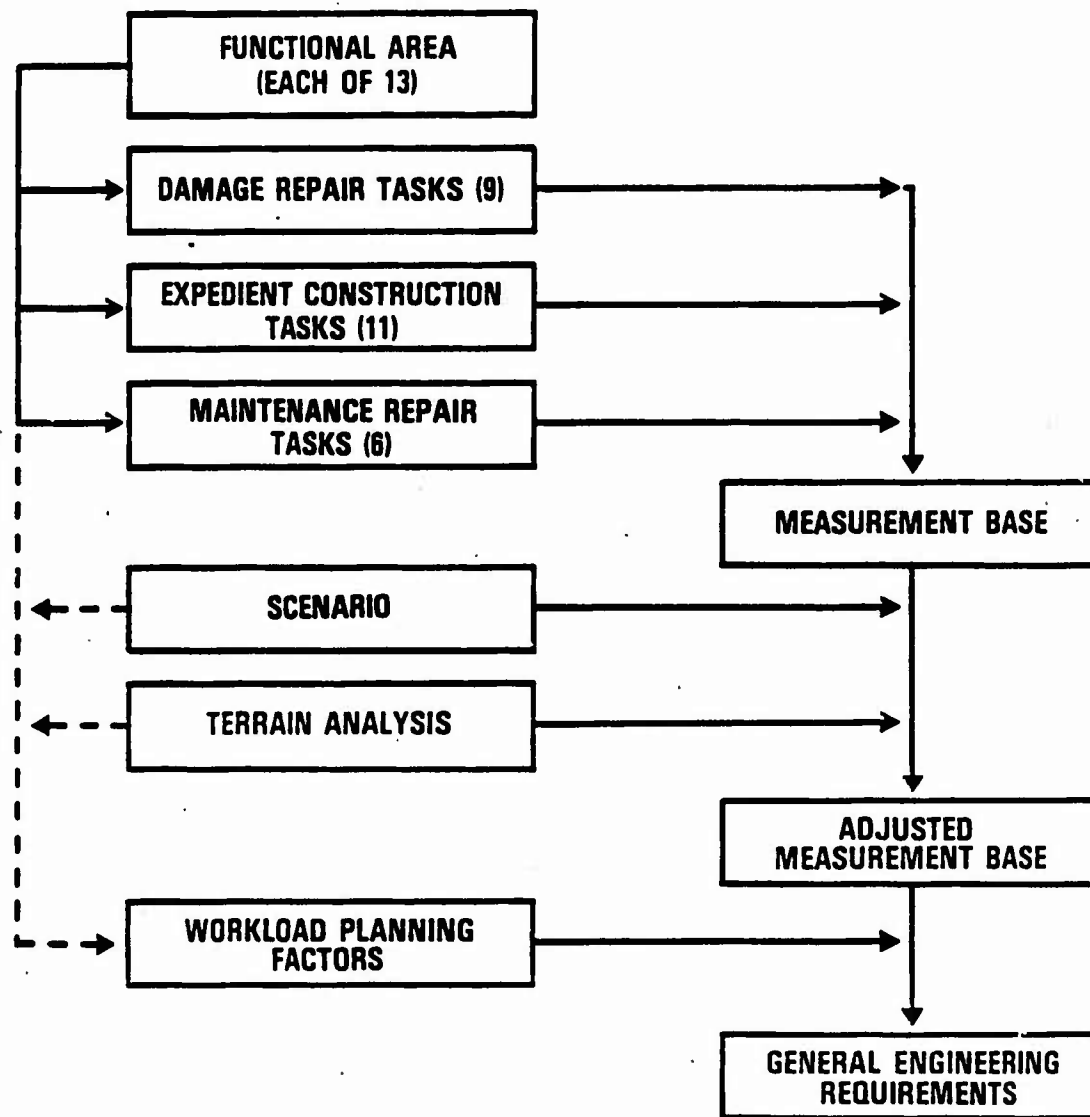 FUNCTIONAL AREA
(EACH OF 13)
DAMAGE REPAIR TASKS (9)
EXPEDIENT CONSTRUCTION
TASKS (11)
MAINTENANCE REPAIR
TASKS (6)
MEASUREMENT BASE
SCENARIO
TERRAIN ANALYSIS
ADJUSTED
MEASUREMENT BASE
WORKLOAD PLANNING
FACTORS
GENERAL ENGINEERING
REQUIREMENTS